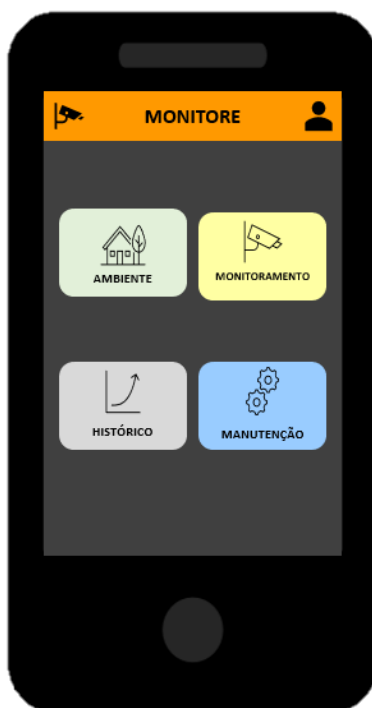 MONITORE
AMBIENTE
MONITORAMENTO
HISTÓRICO
MANUTENÇÃO